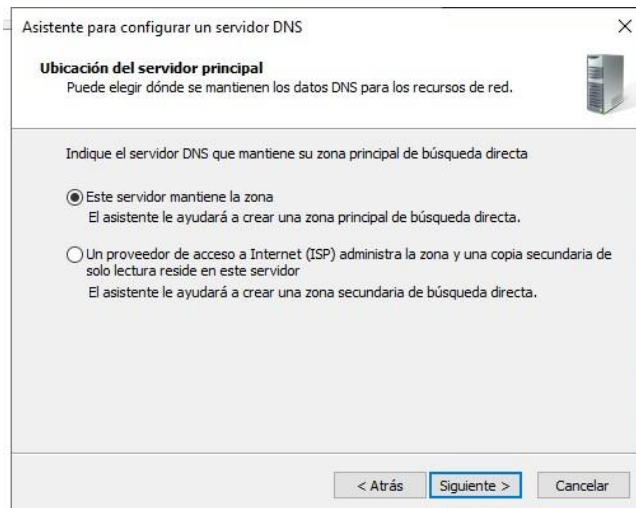 Asistente para configurar un servidor DNS
Ubicación del servidor principal
Puede elegir dónde se mantienen los datos DNS para los recursos de red.
Indique el servidor DNS que mantiene su zona principal de búsqueda directa
Este servidor mantiene la zona
El asistente le ayudará a crear una zona principal de búsqueda directa.
Un proveedor de acceso a Internet (ISP) administra la zona y una copia secundaria de
solo lectura reside en este servidor
El asistente le ayudará a crear una zona secundaria de búsqueda directa.
< Atrás
Siguiente >
Cancelar